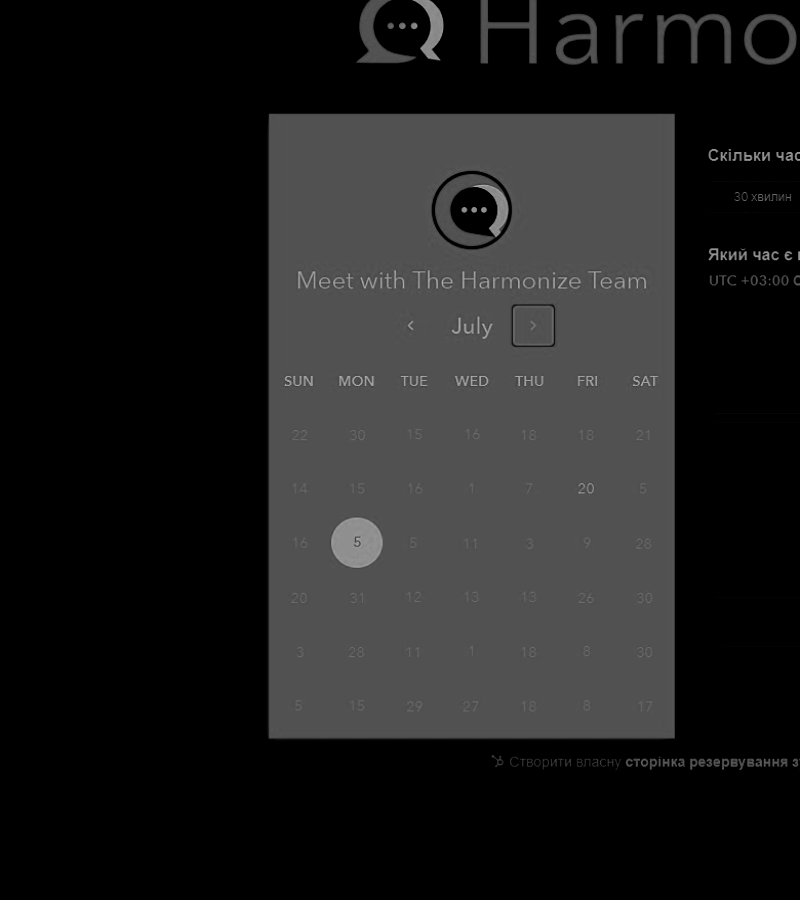 Harmo
Скільки час
30 хвилин
Який час є
UTC +03:00
Meet with The Harmonize Team
July
SUN MON TUE WED THU FRI SAT
22 30 15 16 18 18 21
14 15 16 1 7 20 5
16 5 5 11 3 9 28
20 31 12 13 13 26 30
3 28 11 1 18 8 30
5 15 29 27 18 8 17
Створити власну сторінка резервування